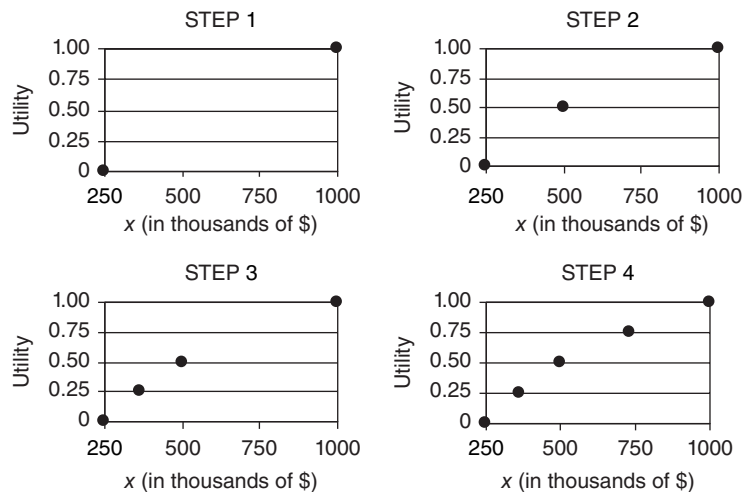 STEP 1
1.00
0.75
0.50
0.25
0
Utility
250 500 750 1000
x (in thousands of $)
STEP 2
1.00
0.75
0.50
0.25
0
Utility
250 500 750 1000
x (in thousands of $)
STEP 3
1.00
0.75
0.50
0.25
0
Utility
250 500 750 1000
x (in thousands of $)
STEP 4
1.00
0.75
0.50
0.25
0
Utility
250 500 750 1000
x (in thousands of $)